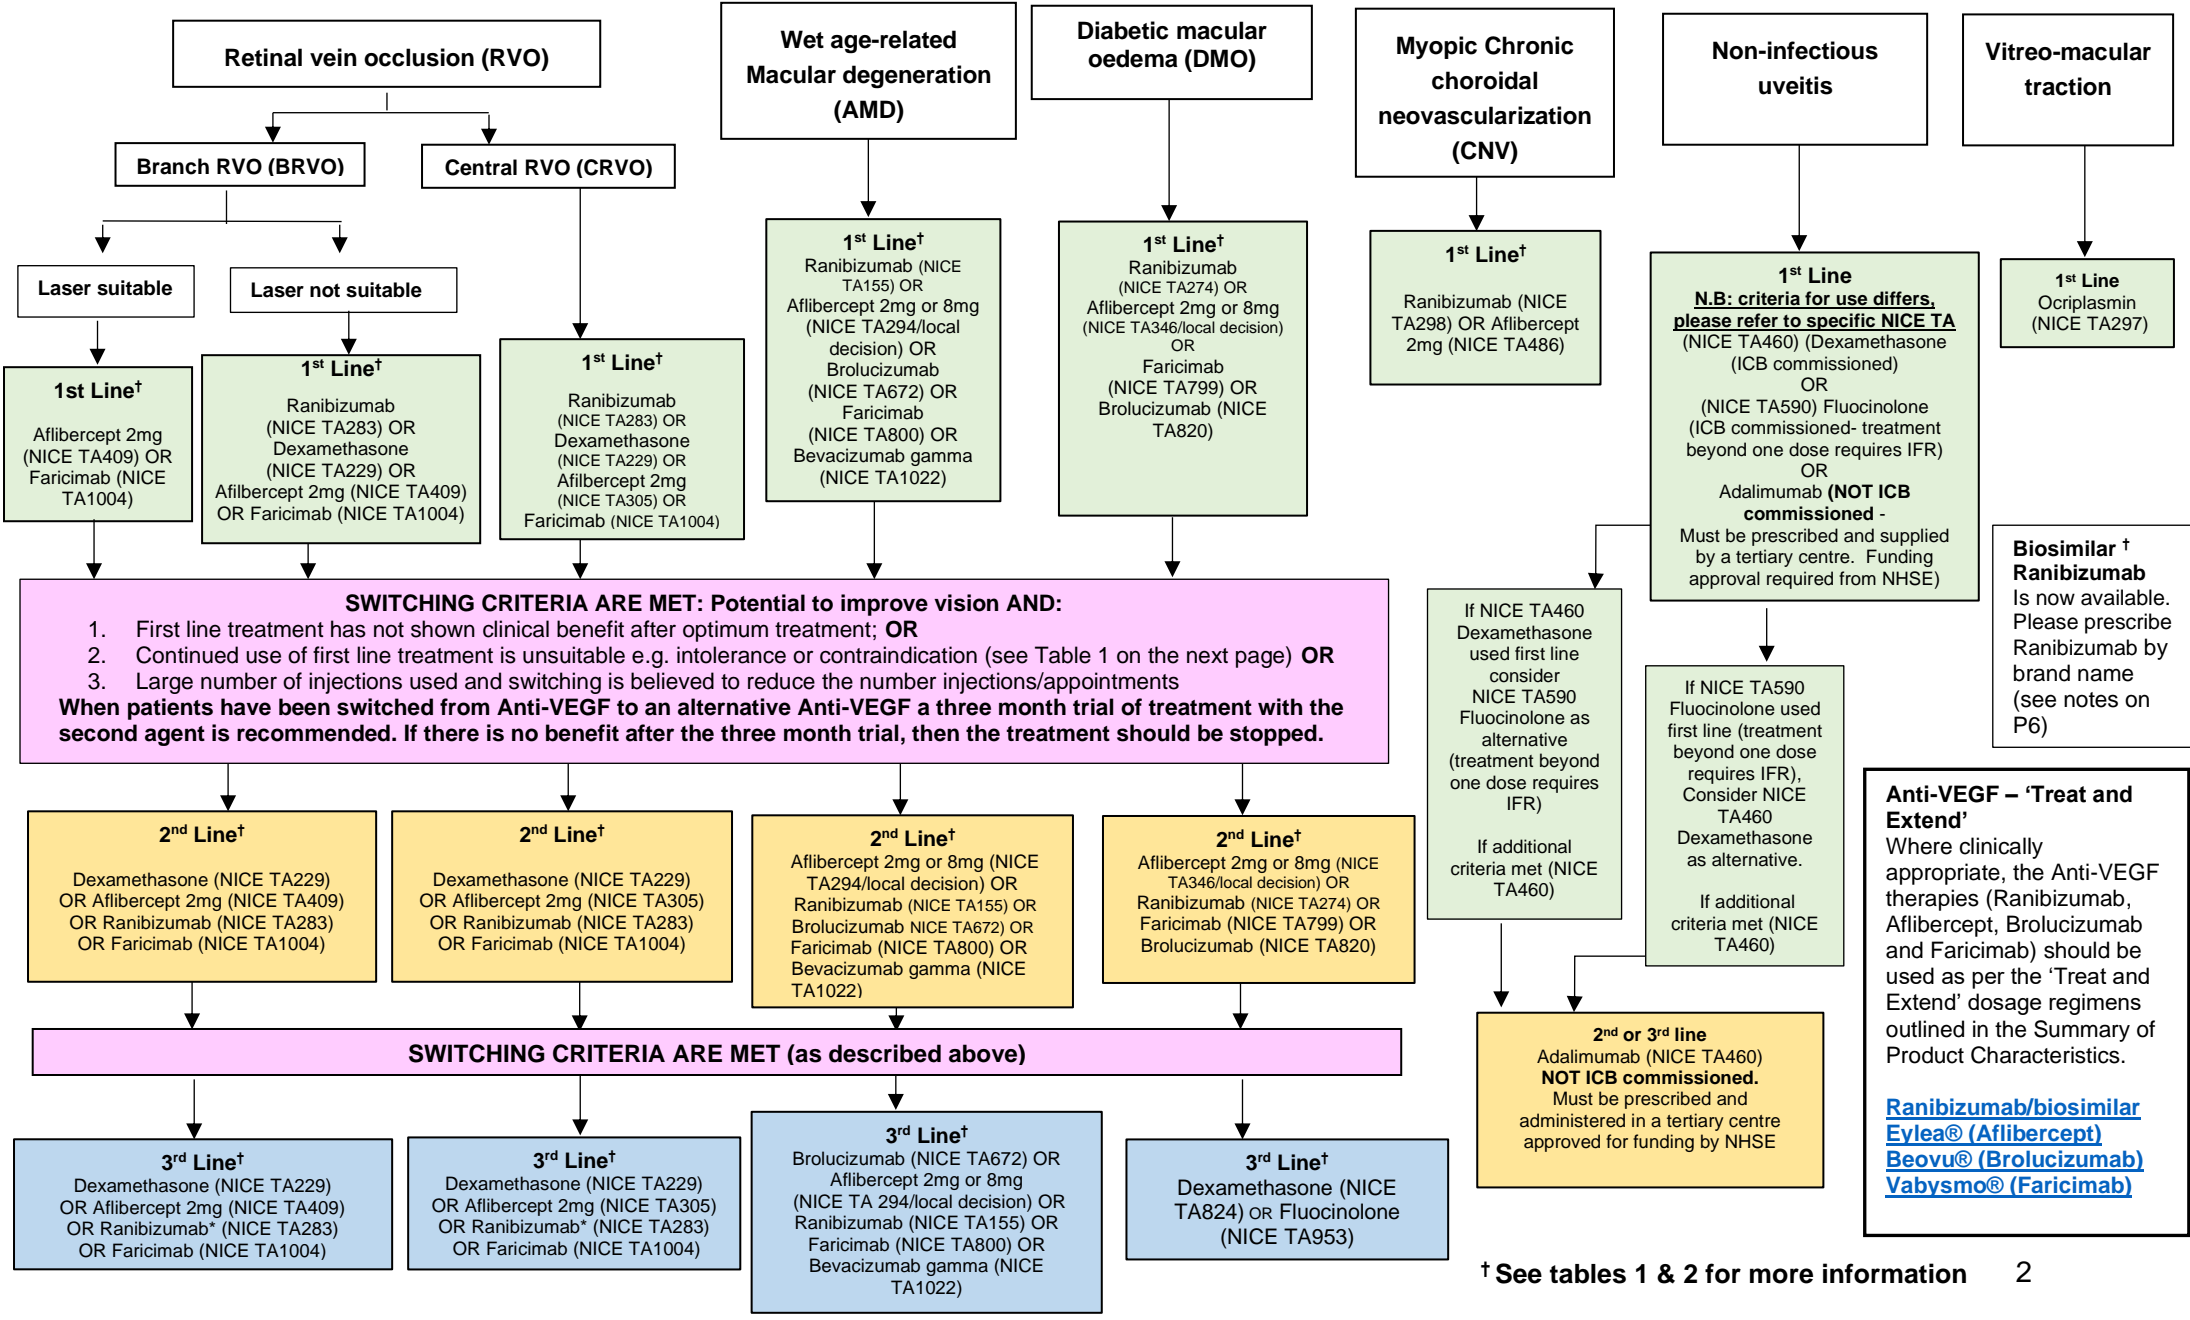 Retinal vein occlusion (RVO)
Wet age-related
Macular degeneration
(AMD)
Diabetic macular
oedema (DMO)
Myopic Chronic
choroidal
neovascularization
(CNV)
Non-infectious
uveitis
Vitreo-macular
traction
Branch RVO (BRVO)
Central RVO (CRVO)
Laser suitable
Laser not suitable
1st Line†
Aflibercept 2mg
(NICE TA409) OR
Faricimab (NICE
TA1004)
1st Line†
Ranibizumab
(NICE TA283) OR
Dexamethasone
(NICE TA229) OR
Afilbercept 2mg (NICE TA409)
OR Faricimab (NICE TA1004)
1st Line†
Ranibizumab
(NICE TA283) OR
Dexamethasone
(NICE TA229) OR
Afilbercept 2mg
(NICE TA305) OR
Faricimab (NICE TA1004)
1st Line†
Ranibizumab (NICE
TA155) OR
Aflibercept 2mg or 8mg
(NICE TA294/local
decision) OR
Brolucizumab
(NICE TA672) OR
Faricimab
(NICE TA800) OR
Bevacizumab gamma
(NICE TA1022)
1st Line†
Ranibizumab
(NICE TA274) OR
Aflibercept 2mg or 8mg
(NICE TA346/local decision)
OR
Faricimab
(NICE TA799) OR
Brolucizumab (NICE
TA820)
1st Line†
Ranibizumab (NICE
TA298) OR Aflibercept
2mg (NICE TA486)
1st Line
N.B: criteria for use differs,
please refer to specific NICE TA
(NICE TA460) (Dexamethasone
(ICB commissioned)
OR
(NICE TA590) Fluocinolone
(ICB commissioned- treatment
beyond one dose requires IFR)
OR
Adalimumab (NOT ICB
commissioned -
Must be prescribed and supplied
by a tertiary centre. Funding
approval required from NHSE)
1st Line
Ocriplasmin
(NICE TA297)
SWITCHING CRITERIA ARE MET: Potential to improve vision AND:
1. First line treatment has not shown clinical benefit after optimum treatment; OR
2. Continued use of first line treatment is unsuitable e.g. intolerance or contraindication (see Table 1 on the next page) OR
3. Large number of injections used and switching is believed to reduce the number injections/appointments
When patients have been switched from Anti-VEGF to an alternative Anti-VEGF a three month trial of treatment with the
second agent is recommended. If there is no benefit after the three month trial, then the treatment should be stopped.
If NICE TA460
Dexamethasone
used first line
consider
NICE TA590
Fluocinolone as
alternative
(treatment beyond
one dose requires
IFR)
If additional
criteria met (NICE
TA460)
If NICE TA590
Fluocinolone used
first line (treatment
beyond one dose
requires IFR),
Consider NICE
TA460
Dexamethasone
as alternative.
If additional
criteria met (NICE
TA460)
Biosimilar †
Ranibizumab
Is now available.
Please prescribe
Ranibizumab by
brand name
(see notes on
P6)
2nd Line†
Dexamethasone (NICE TA229)
OR Aflibercept 2mg (NICE TA409)
OR Ranibizumab (NICE TA283)
OR Faricimab (NICE TA1004)
2nd Line†
Dexamethasone (NICE TA229)
OR Aflibercept 2mg (NICE TA305)
OR Ranibizumab (NICE TA283)
OR Faricimab (NICE TA1004)
2nd Line†
Aflibercept 2mg or 8mg (NICE
TA294/local decision) OR
Ranibizumab (NICE TA155) OR
Brolucizumab NICE TA672) OR
Faricimab (NICE TA800) OR
Bevacizumab gamma (NICE
TA1022)
2nd Line†
Aflibercept 2mg or 8mg (NICE
TA346/local decision) OR
Ranibizumab (NICE TA274) OR
Faricimab (NICE TA799) OR
Brolucizumab (NICE TA820)
Anti-VEGF – ‘Treat and
Extend’
Where clinically
appropriate, the Anti-VEGF
therapies (Ranibizumab,
Aflibercept, Brolucizumab
and Faricimab) should be
used as per the ‘Treat and
Extend’ dosage regimens
outlined in the Summary of
Product Characteristics.
Ranibizumab/biosimilar
Eylea® (Aflibercept)
Beovu® (Brolucizumab)
Vabysmo® (Faricimab)
SWITCHING CRITERIA ARE MET (as described above)
2nd or 3rd line
Adalimumab (NICE TA460)
NOT ICB commissioned.
Must be prescribed and
administered in a tertiary centre
approved for funding by NHSE
3rd Line†
Dexamethasone (NICE TA229)
OR Aflibercept 2mg (NICE TA409)
OR Ranibizumab* (NICE TA283)
OR Faricimab (NICE TA1004)
3rd Line†
Dexamethasone (NICE TA229)
OR Aflibercept 2mg (NICE TA305)
OR Ranibizumab* (NICE TA283)
OR Faricimab (NICE TA1004)
3rd Line†
Brolucizumab (NICE TA672) OR
Aflibercept 2mg or 8mg
(NICE TA 294/local decision) OR
Ranibizumab (NICE TA155) OR
Faricimab (NICE TA800) OR
Bevacizumab gamma (NICE
TA1022)
3rd Line†
Dexamethasone (NICE
TA824) OR Fluocinolone
(NICE TA953)
† See tables 1 & 2 for more information
2